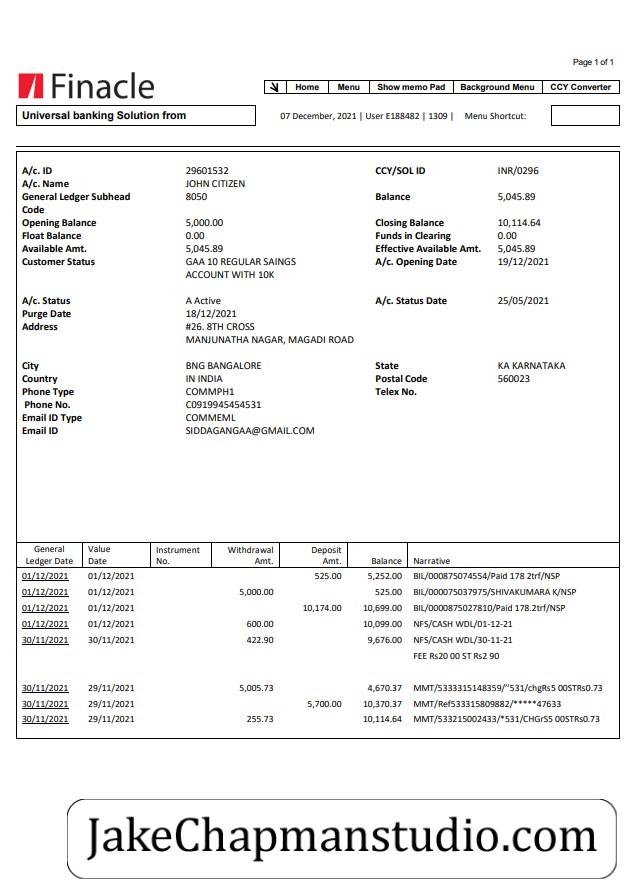 Page 1 of 1
Finacle
Home Menu Show memo Pad Background Menu CCY Converter
Universal banking Solution from
07 December, 2021 | User E188482 | 1309 | Menu Shortcut:
A/c. ID 29601532 CCY/SOL ID INR/0296
A/c. Name JOHN CITIZEN
General Ledger Subhead 8050 Balance 5,045.89
Code
Opening Balance 5,000.00 Closing Balance 10,114.64
Float Balance 0.00 Funds in Clearing 0.00
Available Amt. 5,045.89 Effective Available Amt. 5,045.89
Customer Status GAA 10 REGULAR SAINGS A/c. Opening Date 19/12/2021
ACCOUNT WITH 10K
A/c. Status A Active A/c. Status Date 25/05/2021
Purge Date 18/12/2021
Address #26. 8TH CROSS
MANJUNATHA NAGAR, MAGADI ROAD
City BNG BANGALORE State KA KARNATAKA
Country IN INDIA Postal Code 560023
Phone Type COMMPH1 Telex No.
Phone No. C0919945454531
Email ID Type COMMEML
Email ID SIDDAGANGAA@GMAIL.COM
General Value Instrument Withdrawal Deposit
Ledger Date Date No. Amt. Amt. Balance Narrative
01/12/2021 01/12/2021 525.00 5,252.00 BIL/000875074554/Paid 178 2trf/NSP
01/12/2021 01/12/2021 5,000.00 525.00 BIL/000075037975/SHIVAKUMARA K/NSP
01/12/2021 01/12/2021 10,174.00 10,699.00 BIL/0000875027810/Paid 178.2trf/NSP
01/12/2021 01/12/2021 600.00 10,099.00 NFS/CASH WDL/01-12-21
30/11/2021 30/11/2021 422.90 9,676.00 NFS/CASH WDL/30-11-21
FEE Rs20 00 ST Rs2 90
30/11/2021 29/11/2021 5,005.73 4,670.37 MMT/5333315148359/"531/chgRs5 00STRs0.73
30/11/2021 29/11/2021 5,700.00 10,370.37 MMT/Ref533315809882/*****47633
30/11/2021 29/11/2021 255.73 10,114.64 MMT/533215002433/*531/CHGrS5 00STRs0.73
JakeChapmanstudio.com